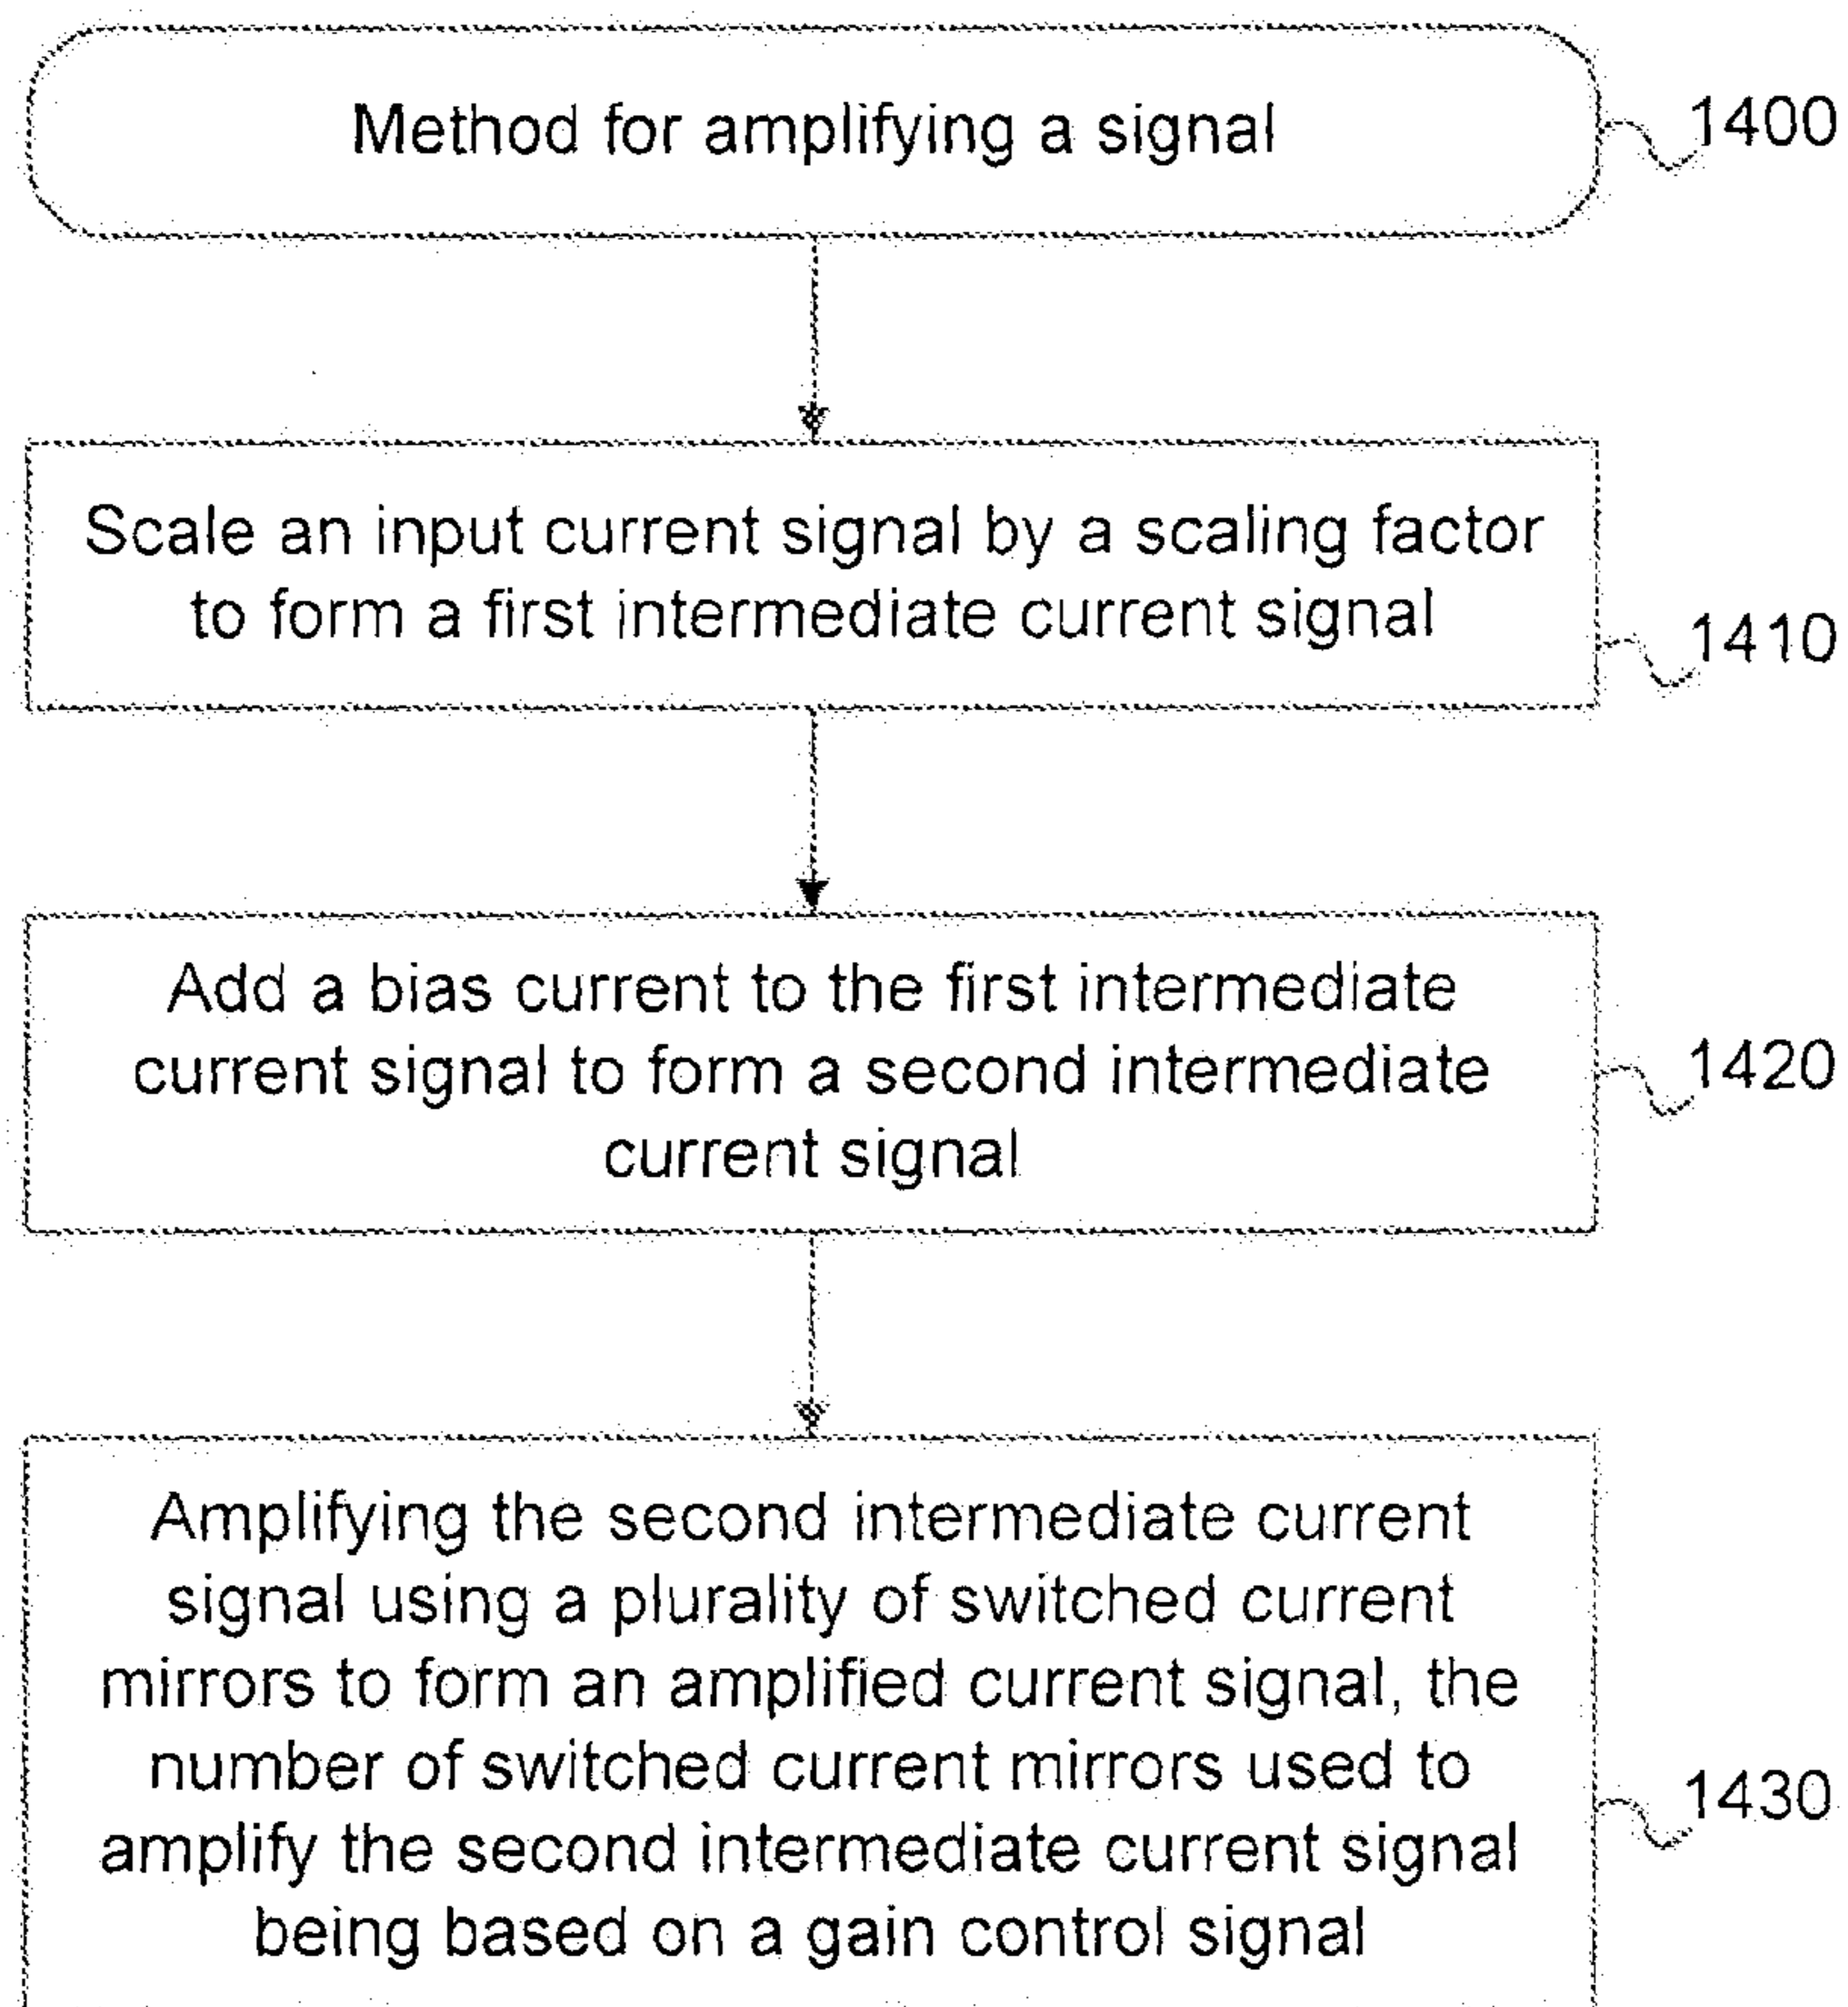 Method for amplifying a signal
1400
Scale an input current signal by a scaling factor
to form a first intermediate current signal
1410
Add a bias current to the first intermediate
current signal to form a second intermediate
current signal
1420
Amplifying the second intermediate current
signal using a plurality of switched current
mirrors to form an amplified current signal, the
number of switched current mirrors used to
amplify the second intermediate current signal
being based on a gain control signal
1430